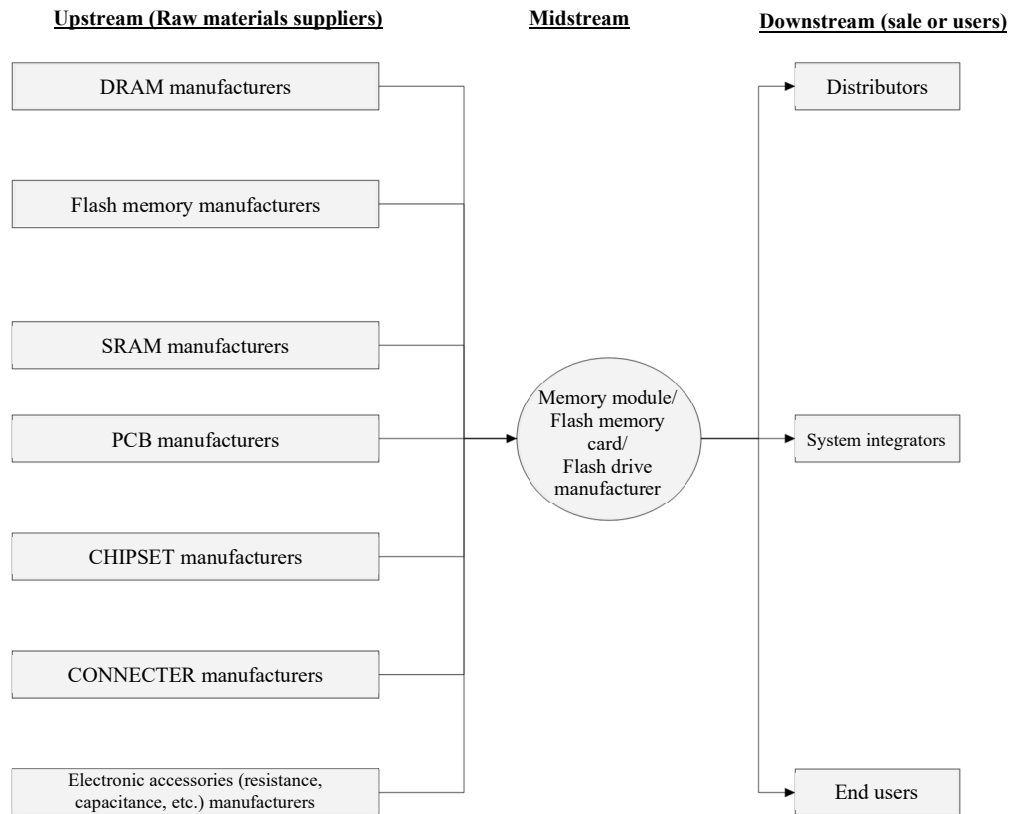 Upstream (Raw materials suppliers)
Midstream
Downstream (sale or users)
DRAM manufacturers
Flash memory manufacturers
SRAM manufacturers
PCB manufacturers
CHIPSET manufacturers
CONNECTER manufacturers
Electronic accessories (resistance,
capacitance, etc.) manufacturers
Memory module/
Flash memory
card/
Flash drive
manufacturer
Distributors
System integrators
End users